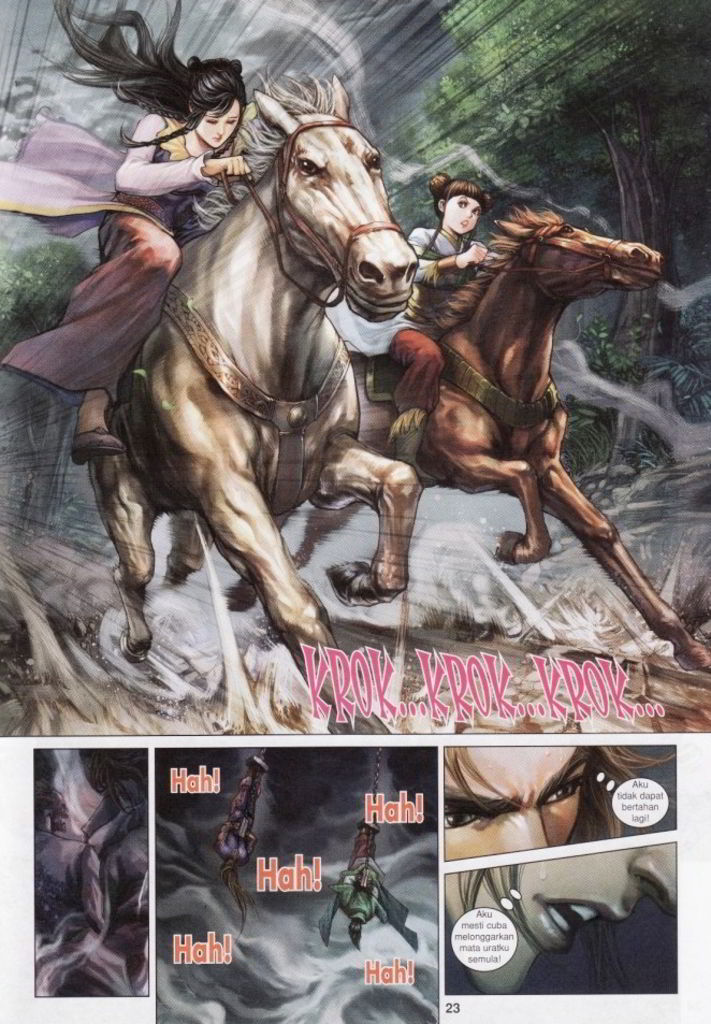 KROK...KROK...KROK...
Hah!
Hah!
Hah!
Hah!
Hah!
Aku
tidak dapat
bertahan
lagi!
Aku
mesti cuba
melonggarkan
mata uratku
semula!
23